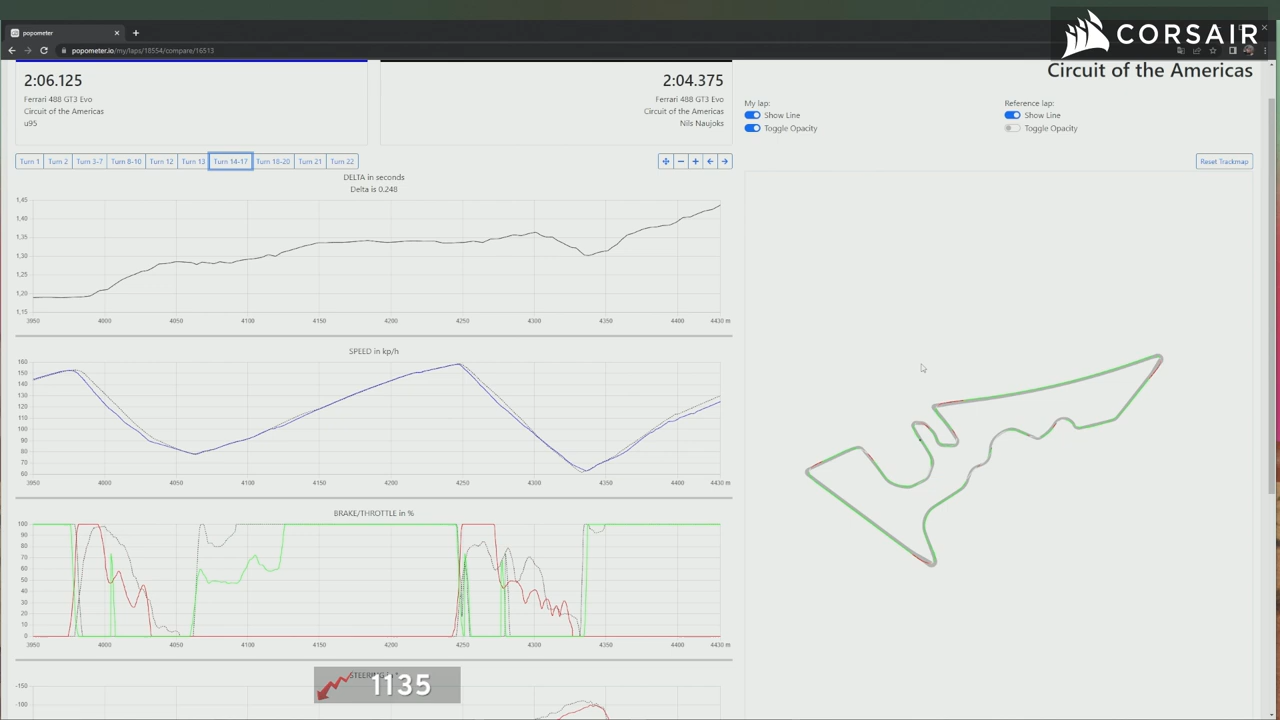 popometer
CORSAIR
popometer.io/my/laps/18554/compare/16513
2:06.125
2:04.375
Circuit of the Americas
Ferrari 488 GT3 Evo
Circuit of the Americas
u95
Ferrari 488 GT3 Evo
Circuit of the Americas
Nils Naujoks
My lap:
Show Line
Toggle Opacity
Reference lap:
Show Line
Toggle Opacity
Turn 1 Turn 2 Turn 3-7 Turn 8-10 Turn 12 Turn 13 Turn 14-17 Turn 18-20 Turn 21 Turn 22
Reset Trackmap
DELTA in seconds
Delta is 0.248
1,45
1,40
1,35
1,30
1,25
1,20
1,15
3950 4000 4050 4100 4150 4200 4250 4300 4350 4400 4430 m
SPEED in kp/h
160
150
140
130
120
110
100
90
80
70
60
3950 4000 4050 4100 4150 4200 4250 4300 4350 4400 4430 m
BRAKE/THROTTLE in %
100
90
80
70
60
50
40
30
20
10
0
3950 4000 4050 4100 4150 4200 4250 4300 4350 4400 4430 m
1135
-150
-100